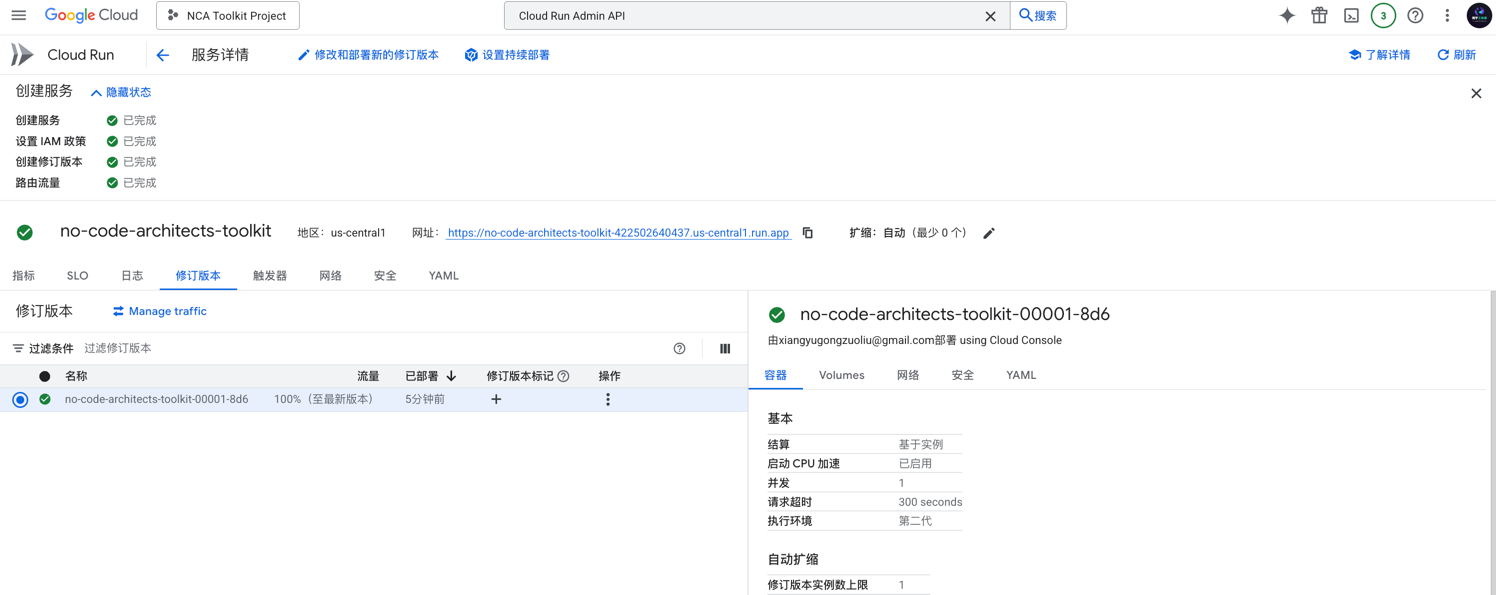 Google Cloud NCA Toolkit Project Cloud Run Admin API 搜索 3
Cloud Run 服务详情 修改和部署新的修订版本 设置持续部署 了解详情 刷新
创建服务 隐藏状态
创建服务 已完成
设置 IAM 政策 已完成
创建修订版本 已完成
路由流量 已完成
no-code-architects-toolkit 地区： us-central1 网址： https://no-code-architects-toolkit-422502640437.us-central1.run.app 扩缩：自动（最少 0 个）
指标 SLO 日志 修订版本 触发器 网络 安全 YAML
修订版本 Manage traffic
过滤条件 过滤修订版本
名称 流量 已部署 修订版本标记 操作
no-code-architects-toolkit-00001-8d6 100%（至最新版本） 5分钟前
no-code-architects-toolkit-00001-8d6
由xiangyugongzuoliu@gmail.com部署 using Cloud Console
容器 Volumes 网络 安全 YAML
基本
结算 基于实例
启动 CPU 加速 已启用
并发 1
请求超时 300 seconds
执行环境 第二代
自动扩缩
修订版本实例数上限 1